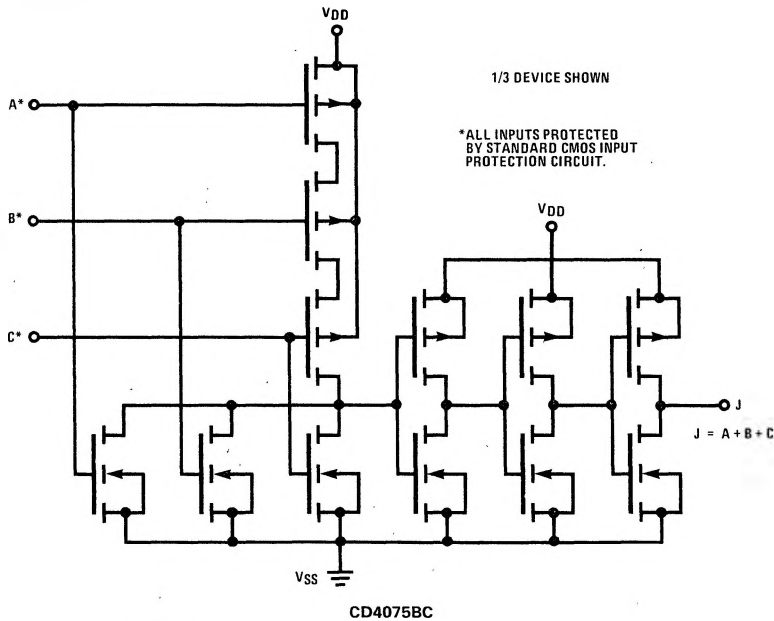 VDD
1/3 DEVICE SHOWN
A*
*ALL INPUTS PROTECTED
BY STANDARD CMOS INPUT
PROTECTION CIRCUIT.
B*
VDD
C*
J
J = A + B + C
VSS
CD4075BC